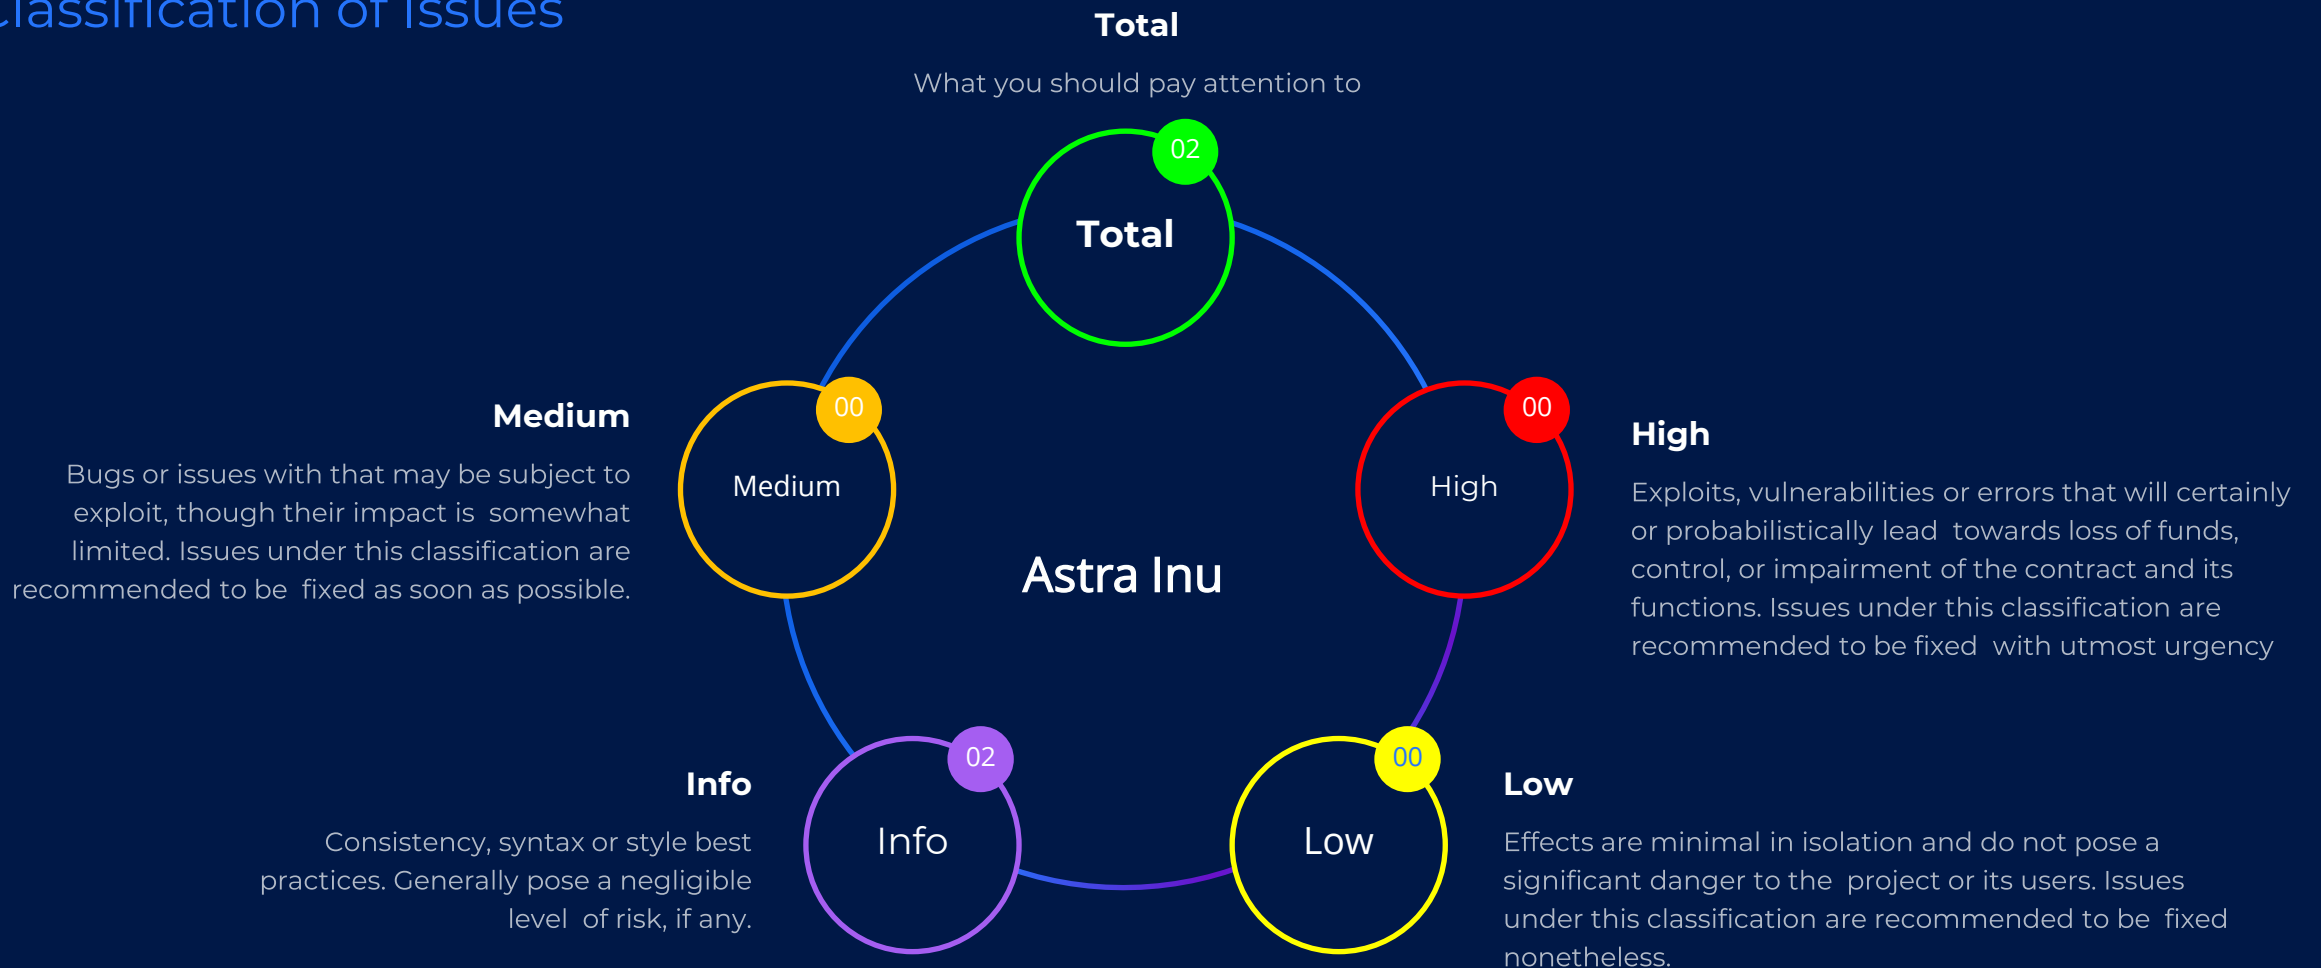 Classification of Issues
Total
What you should pay attention to
02
Total
00
Medium
Medium
Bugs or issues with that may be subject to
exploit, though their impact is somewhat
limited. Issues under this classification are
recommended to be fixed as soon as possible.
00
High
High
Exploits, vulnerabilities or errors that will certainly
or probabilistically lead towards loss of funds,
control, or impairment of the contract and its
functions. Issues under this classification are
recommended to be fixed with utmost urgency
Astra Inu
02
Info
Info
Consistency, syntax or style best
practices. Generally pose a negligible
level of risk, if any.
00
Low
Low
Effects are minimal in isolation and do not pose a
significant danger to the project or its users. Issues
under this classification are recommended to be fixed
nonetheless.